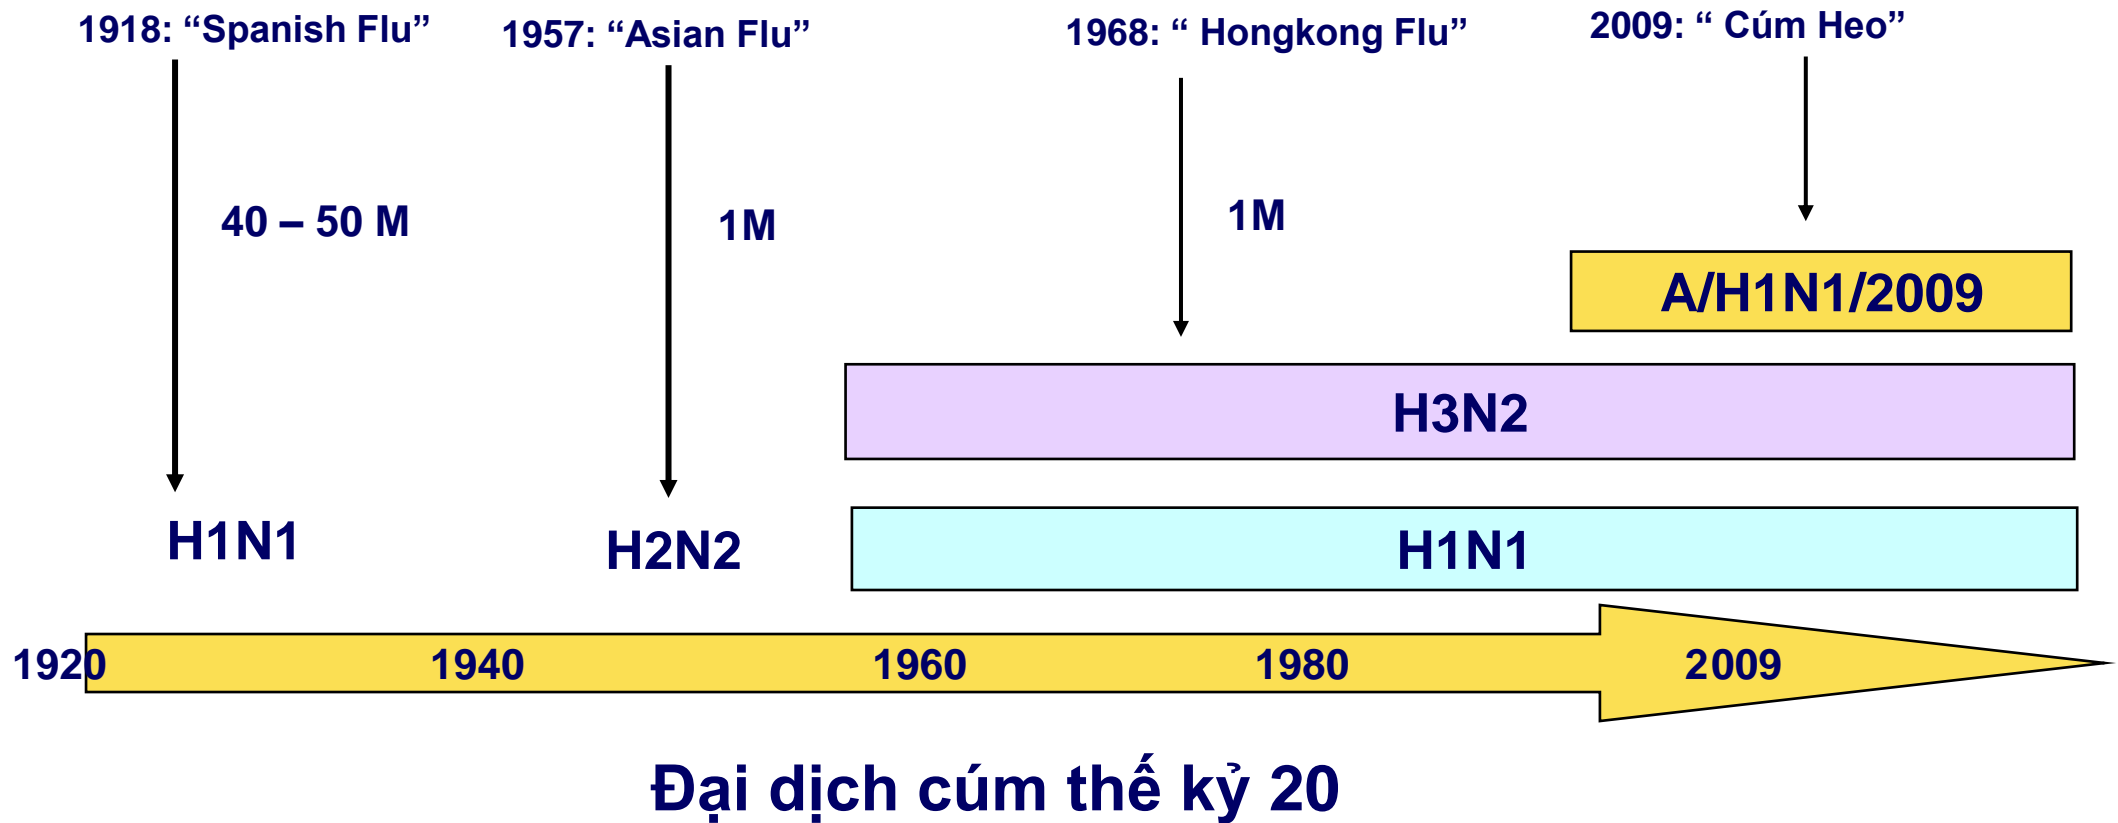 1918: “Spanish Flu”
1957: “Asian Flu”
1968: “ Hongkong Flu”
2009: “ Cúm Heo”
40 – 50 M
1M
1M
A/H1N1/2009
H3N2
H1N1
H2N2
H1N1
1920
1940
1960
1980
2009
Đại dịch cúm thế kỷ 20